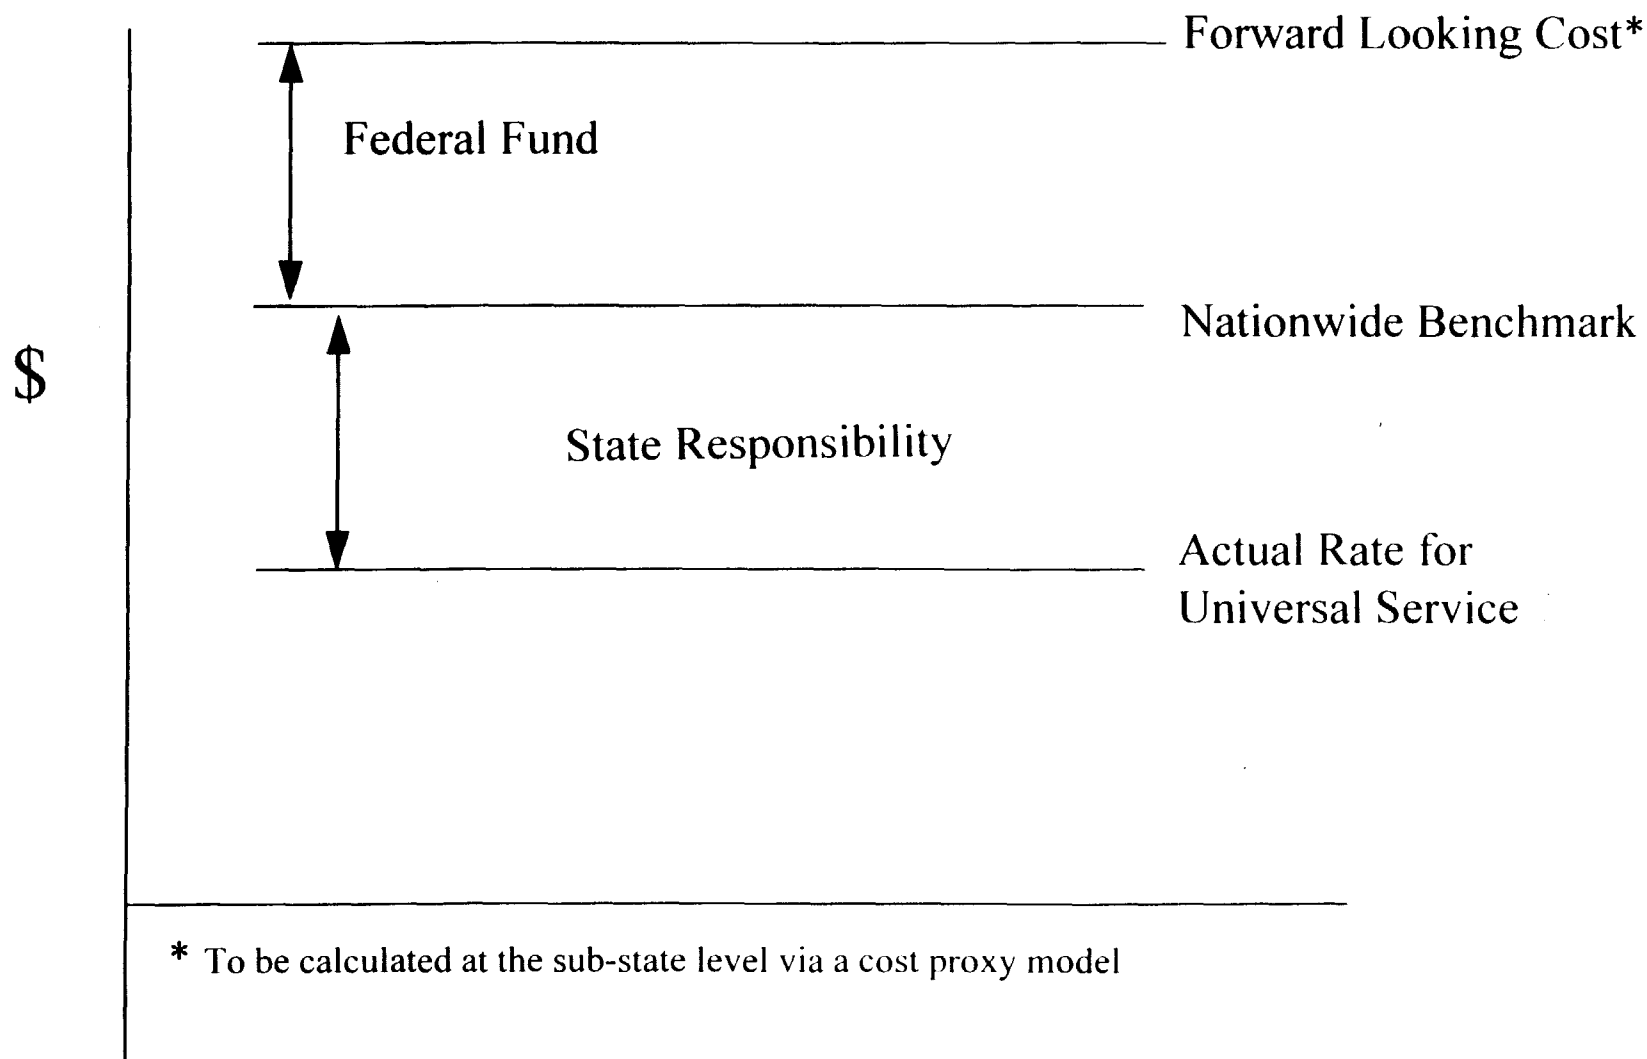 Forward Looking Cost*
Federal Fund
Nationwide Benchmark
$
State Responsibility
Actual Rate for
Universal Service
* To be calculated at the sub-state level via a cost proxy model